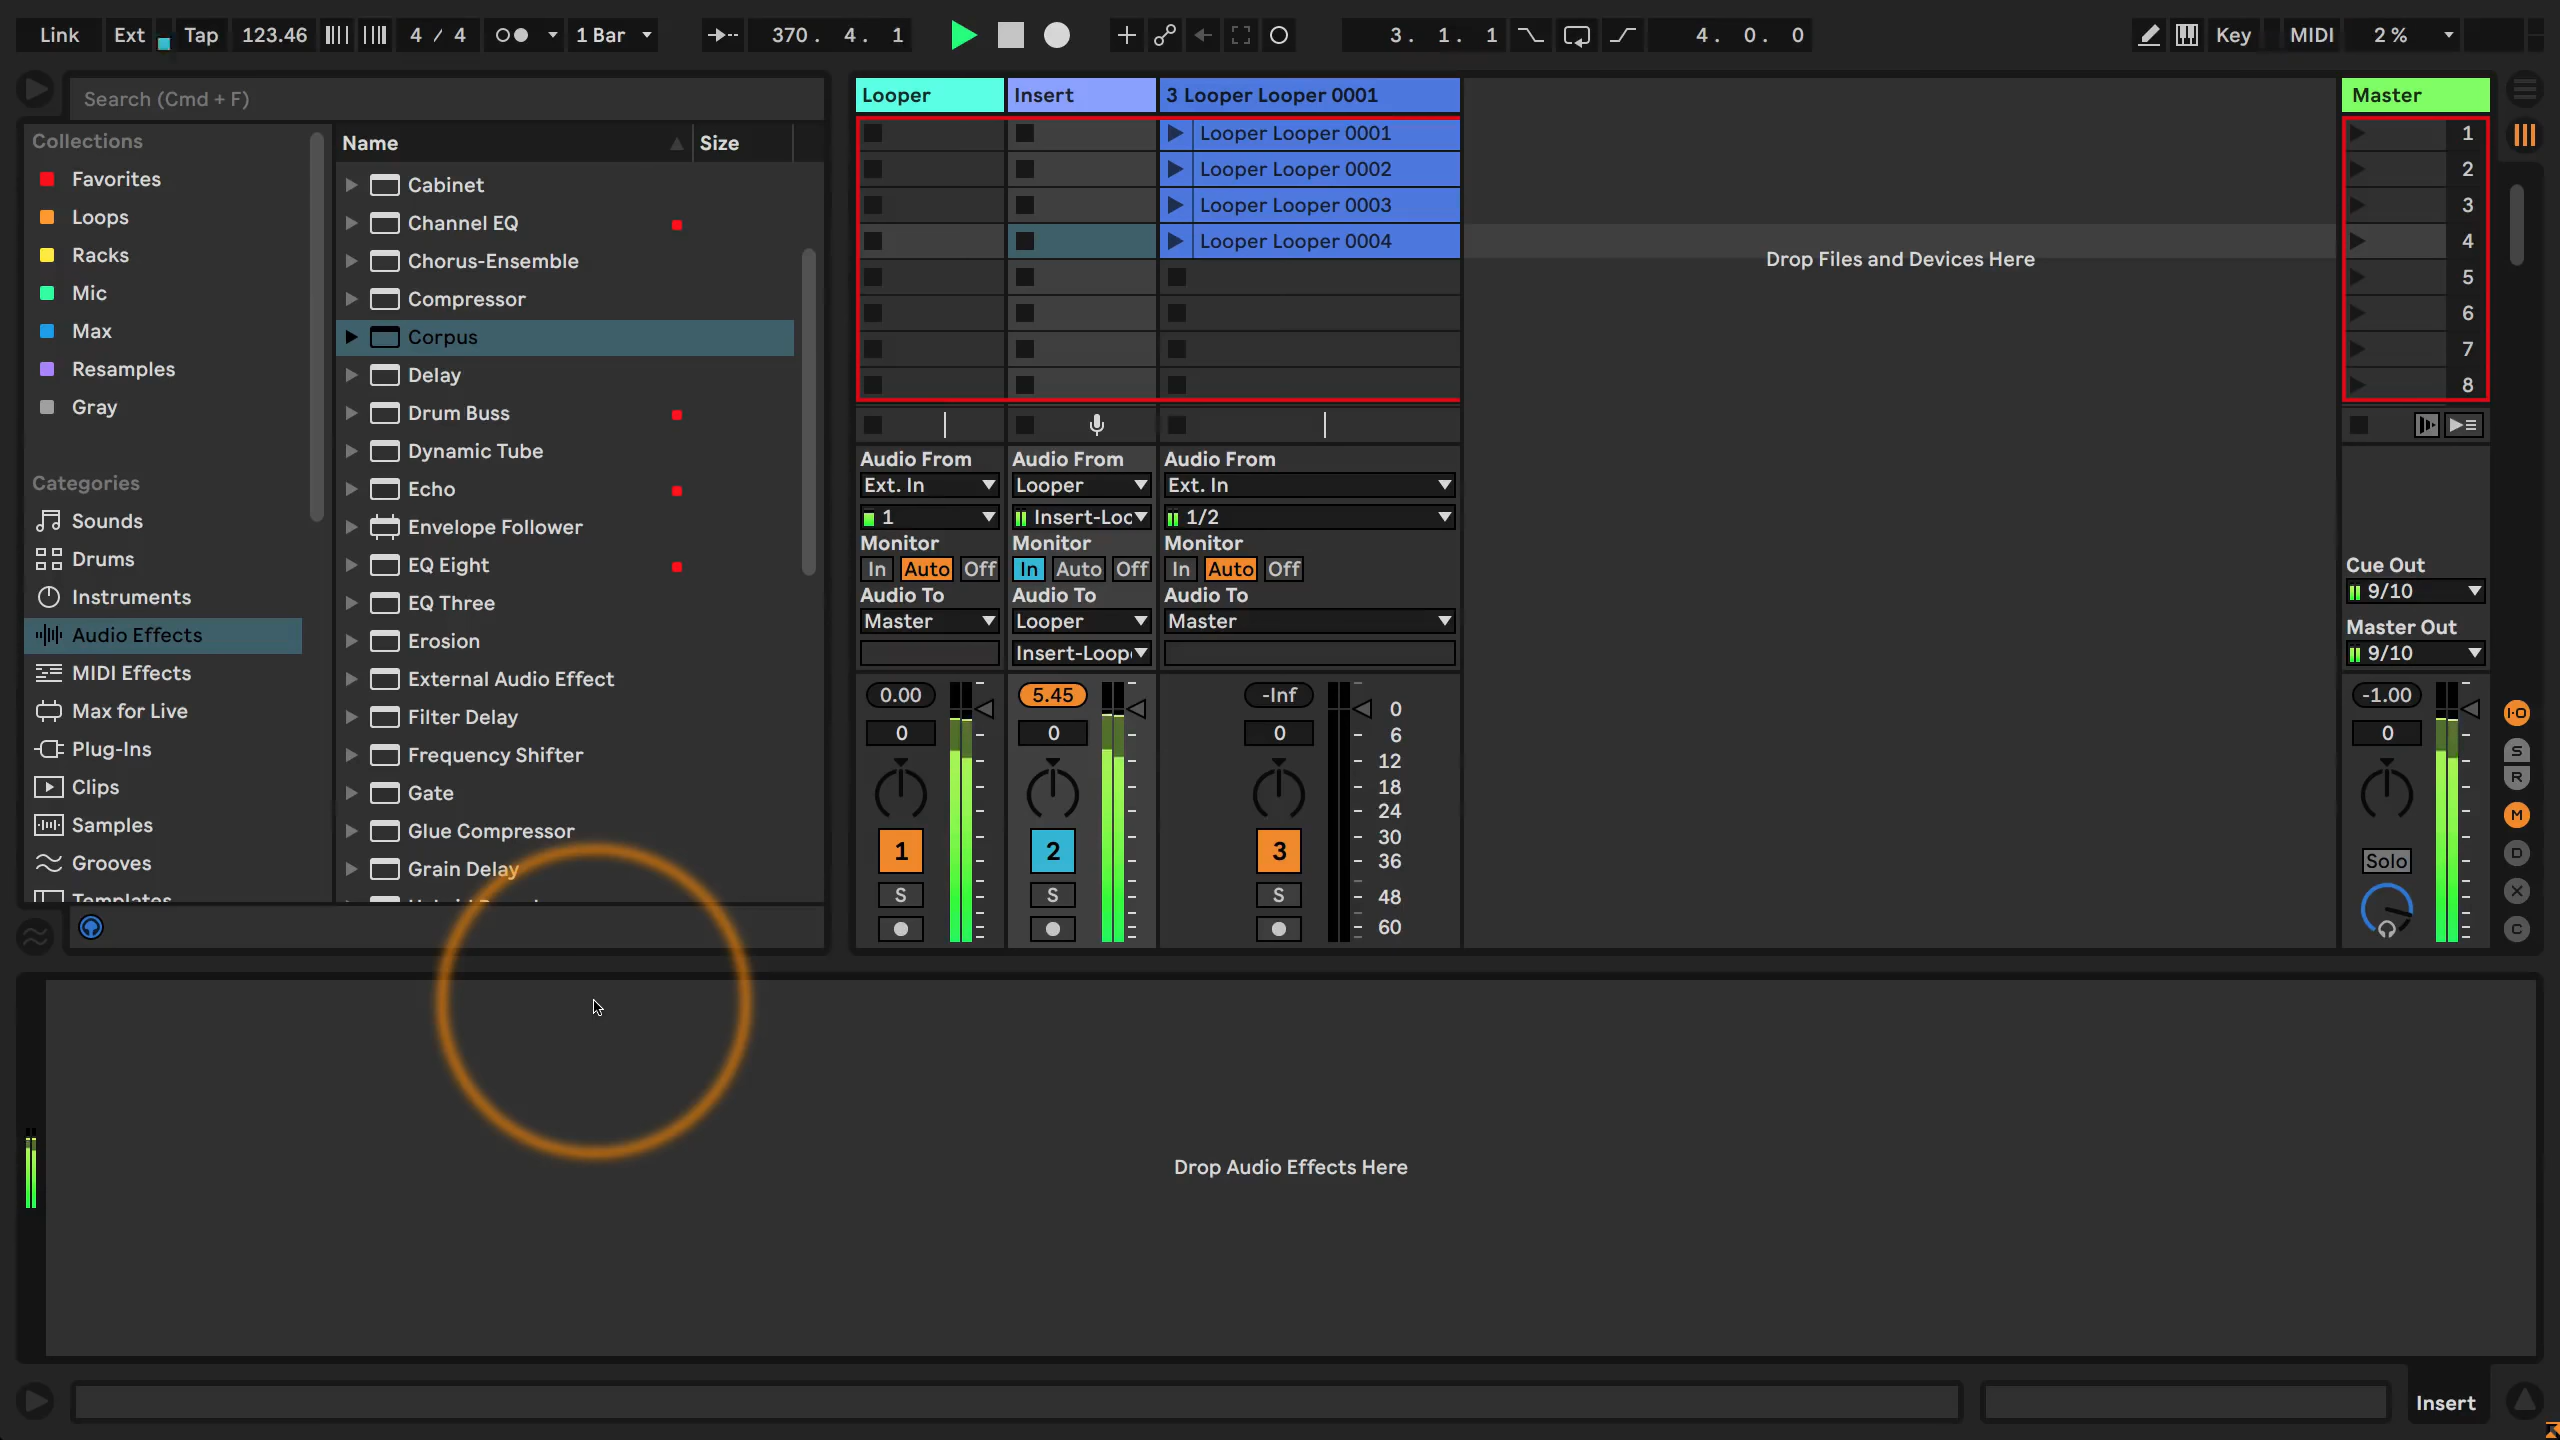 Link Ext Tap 123.46 4 / 4 1 Bar 370. 4. 1 3. 1. 1 4. 0. 0 Key MIDI 2 %
Search (Cmd + F)
Collections
Favorites
Loops
Racks
Mic
Max
Resamples
Gray
Categories
Sounds
Drums
Instruments
Audio Effects
MIDI Effects
Max for Live
Plug-Ins
Clips
Samples
Grooves
Templates
Name Size
Cabinet
Channel EQ
Chorus-Ensemble
Compressor
Corpus
Delay
Drum Buss
Dynamic Tube
Echo
Envelope Follower
EQ Eight
EQ Three
Erosion
External Audio Effect
Filter Delay
Frequency Shifter
Gate
Glue Compressor
Grain Delay
Looper Insert 3 Looper Looper 0001 Master
Looper Looper 0001 1
Looper Looper 0002 2
Looper Looper 0003 3
Looper Looper 0004 4
5
6
7
8
Drop Files and Devices Here
Audio From Audio From Audio From
Ext. In Looper Ext. In
1 Insert-Loo 1/2
Monitor Monitor Monitor
In Auto Off In Auto Off In Auto Off
Audio To Audio To Audio To
Master Looper Master
Insert-Loop
Cue Out
9/10
Master Out
9/10
0.00 5.45 -Inf -1.00
0 0 0 0
0
6
12
18
24
30
36
48
60
1 2 3 Solo
S S S
I·O
S
R
M
D
X
C
Drop Audio Effects Here
Insert